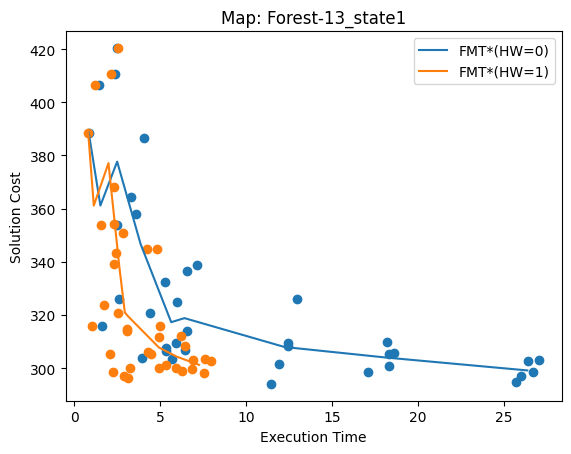 Map: Forest-13_state1
FMT*(HW=0)
FMT*(HW=1)
Solution Cost
420
400
380
360
340
320
300
0 5 10 15 20 25
Execution Time